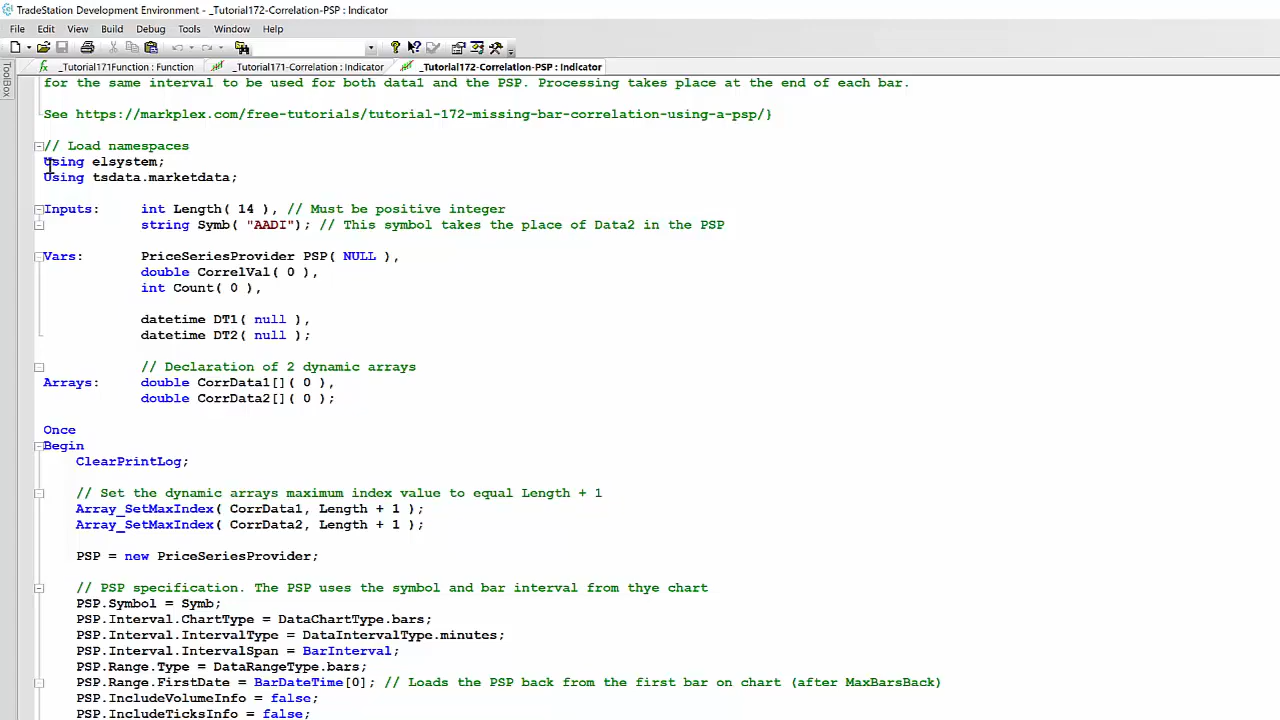 TradeStation Development Environment - _Tutorial172-Correlation-PSP : Indicator
File Edit View Build Debug Tools Window Help
_Tutorial171Function : Function _Tutorial171-Correlation : Indicator _Tutorial172-Correlation-PSP : Indicator
ToolBox
for the same interval to be used for both data1 and the PSP. Processing takes place at the end of each bar.
See https://markplex.com/free-tutorials/tutorial-172-missing-bar-correlation-using-a-psp/}
// Load namespaces
Using elsystem;
Using tsdata.marketdata;
Inputs: int Length( 14 ), // Must be positive integer
string Symb( "AADI"); // This symbol takes the place of Data2 in the PSP
Vars: PriceSeriesProvider PSP( NULL ),
double CorrelVal( 0 ),
int Count( 0 ),
datetime DT1( null ),
datetime DT2( null );
// Declaration of 2 dynamic arrays
Arrays: double CorrData1[]( 0 ),
double CorrData2[]( 0 );
Once
Begin
ClearPrintLog;
// Set the dynamic arrays maximum index value to equal Length + 1
Array_SetMaxIndex( CorrData1, Length + 1 );
Array_SetMaxIndex( CorrData2, Length + 1 );
PSP = new PriceSeriesProvider;
// PSP specification. The PSP uses the symbol and bar interval from thye chart
PSP.Symbol = Symb;
PSP.Interval.ChartType = DataChartType.bars;
PSP.Interval.IntervalType = DataIntervalType.minutes;
PSP.Interval.IntervalSpan = BarInterval;
PSP.Range.Type = DataRangeType.bars;
PSP.Range.FirstDate = BarDateTime[0]; // Loads the PSP back from the first bar on chart (after MaxBarsBack)
PSP.IncludeVolumeInfo = false;
PSP.IncludeTicksInfo = false;